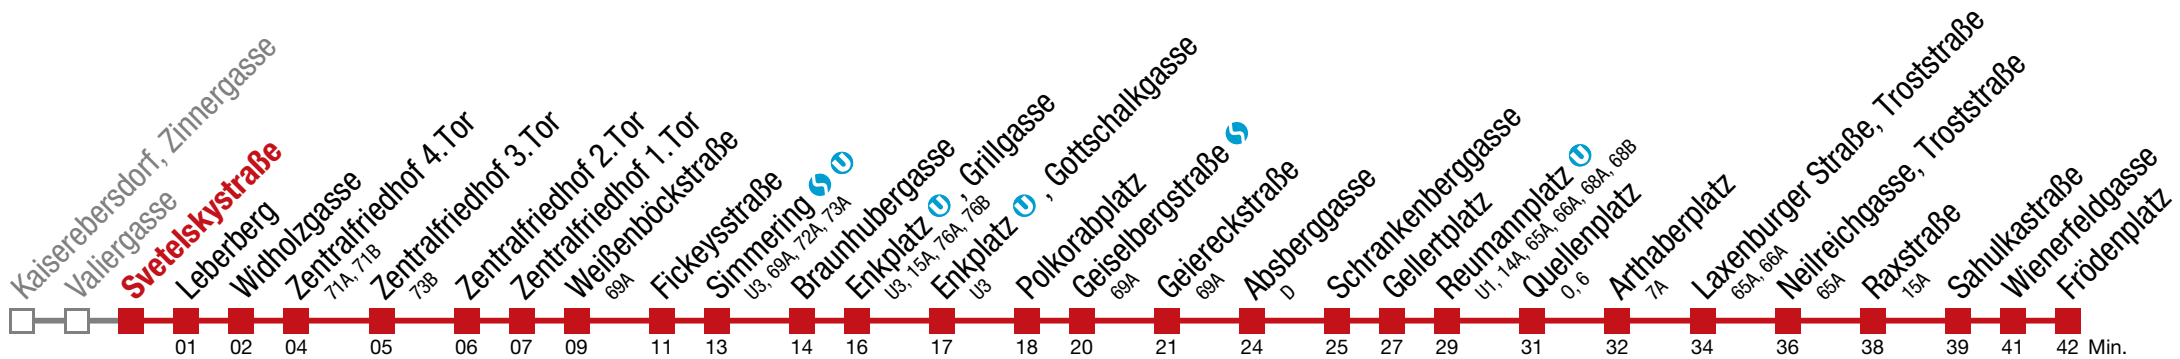 Kaiserebersdorf, Zinnergasse
Valiergasse
Svetelskystraße
Leberberg
Widholzgasse
Zentralfriedhof 4.Tor
71A, 71B
Zentralfriedhof 3.Tor
73B
Zentralfriedhof 2.Tor
Zentralfriedhof 1.Tor
Weißenböckstraße
69A
Fickeysstraße
Simmering S U
U3, 69A, 72A, 73A
Braunhubergasse
Enkplatz U , Grillgasse
U3, 15A, 76A, 76B
Enkplatz U , Gottschalkgasse
U3
Polkorabplatz
Geiselbergstraße S
69A
Geiereckstraße
69A
Absberggasse
D
Schrankenberggasse
Gellertplatz
Reumannplatz U
U1, 14A, 65A, 66A, 68A, 68B
Quellenplatz
O, 6
Arthaberplatz
7A
Laxenburger Straße, Troststraße
65A, 66A
Neilreichgasse, Troststraße
65A
Raxstraße
15A
Sahulkastraße
Wienerfeldgasse
Frödenplatz
01 02 04 05 06 07 09 11 13 14 16 17 18 20 21 24 25 27 29 31 32 34 36 38 39 41 42 Min.